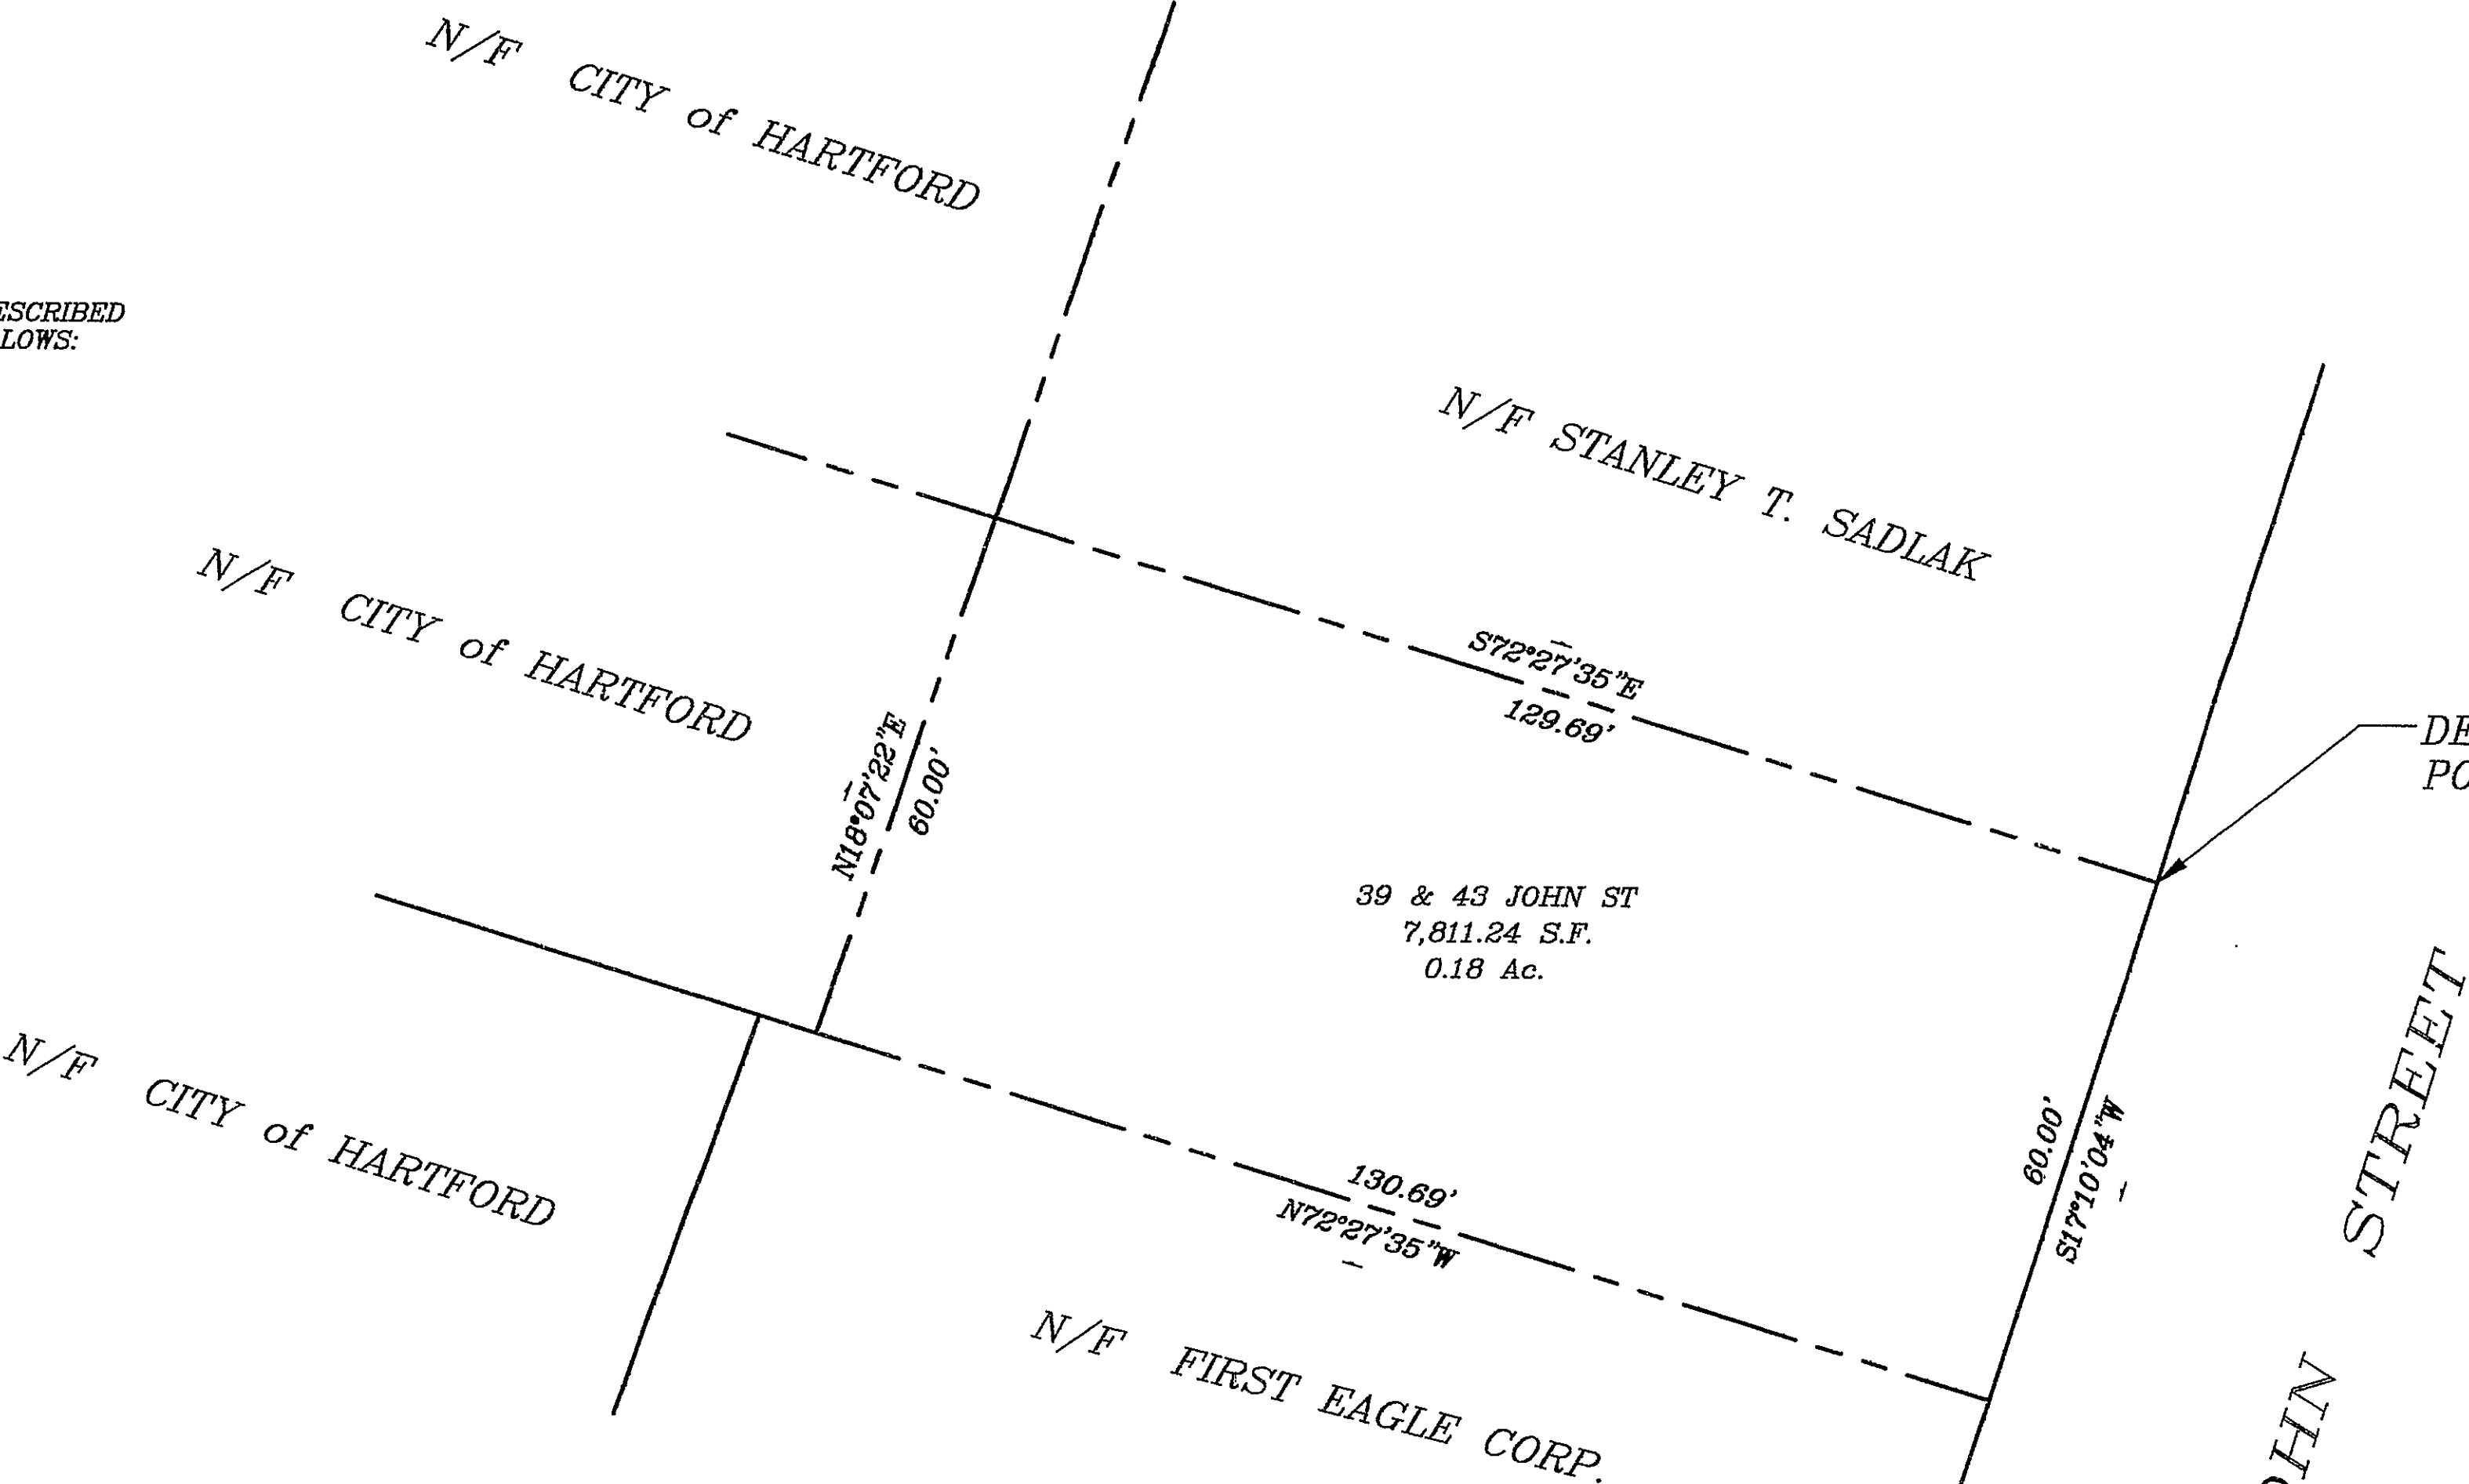 N/F CITY of HARTFORD
ESCRIBED
LOWS:
N/F STANLEY T. SADLAK
N/F CITY of HARTFORD
S72°27'35"E
129.69'
DE
PO
N18°07'22"E
60.00'
39 & 43 JOHN ST
7,811.24 S.F.
0.18 Ac.
N/F CITY of HARTFORD
130.69'
N72°27'35"W
60.00'
S17°10'04"W
N/F FIRST EAGLE CORP.
OHN STREET